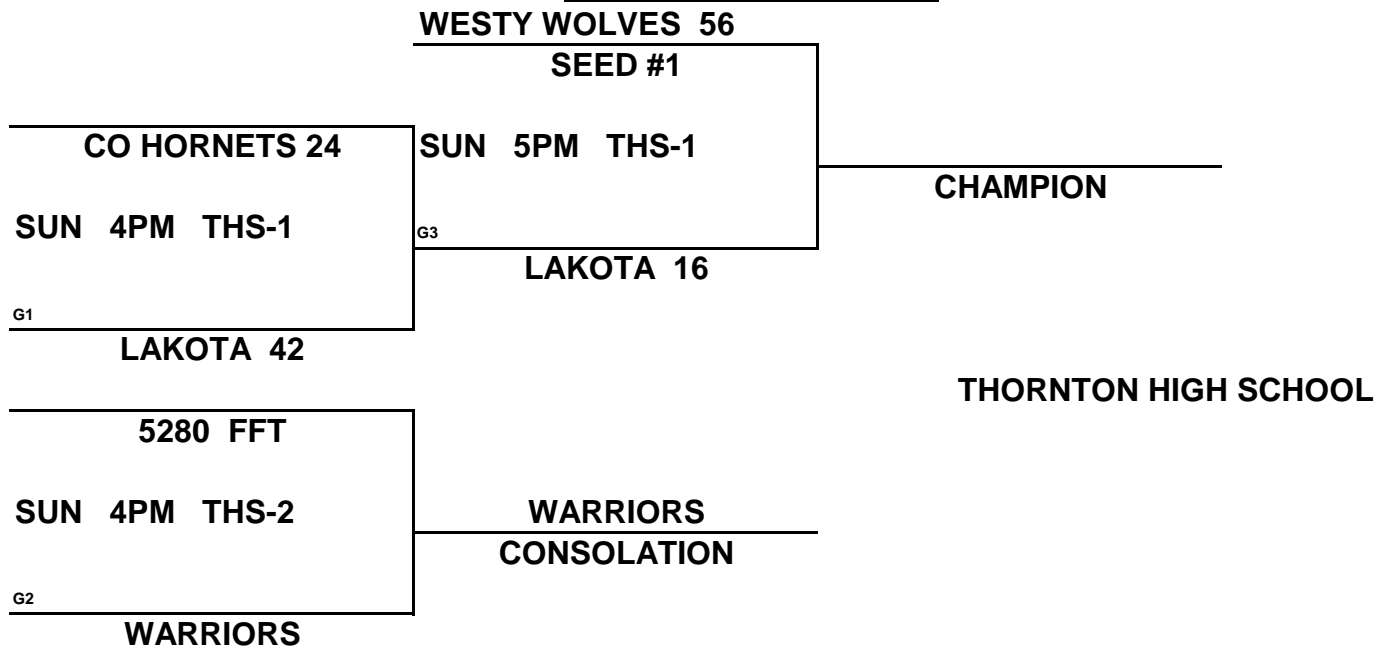 WESTY WOLVES 56
SEED #1
CO HORNETS 24
SUN 5PM THS-1
CHAMPION
SUN 4PM THS-1
G3
LAKOTA 16
G1
LAKOTA 42
THORNTON HIGH SCHOOL
5280 FFT
SUN 4PM THS-2
WARRIORS
CONSOLATION
G2
WARRIORS